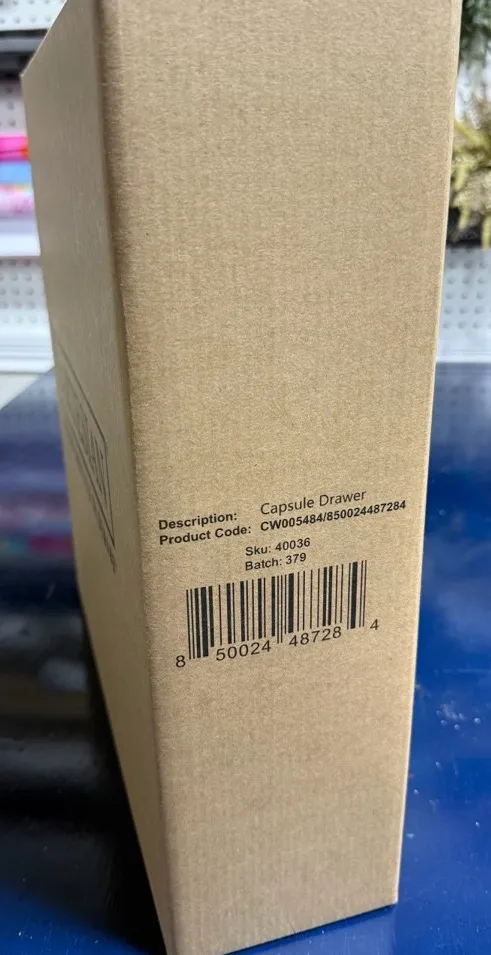 Description: Capsule Drawer
Product Code: CW005484/850024487284
Sku: 40036
Batch: 379
8 50024 48728 4